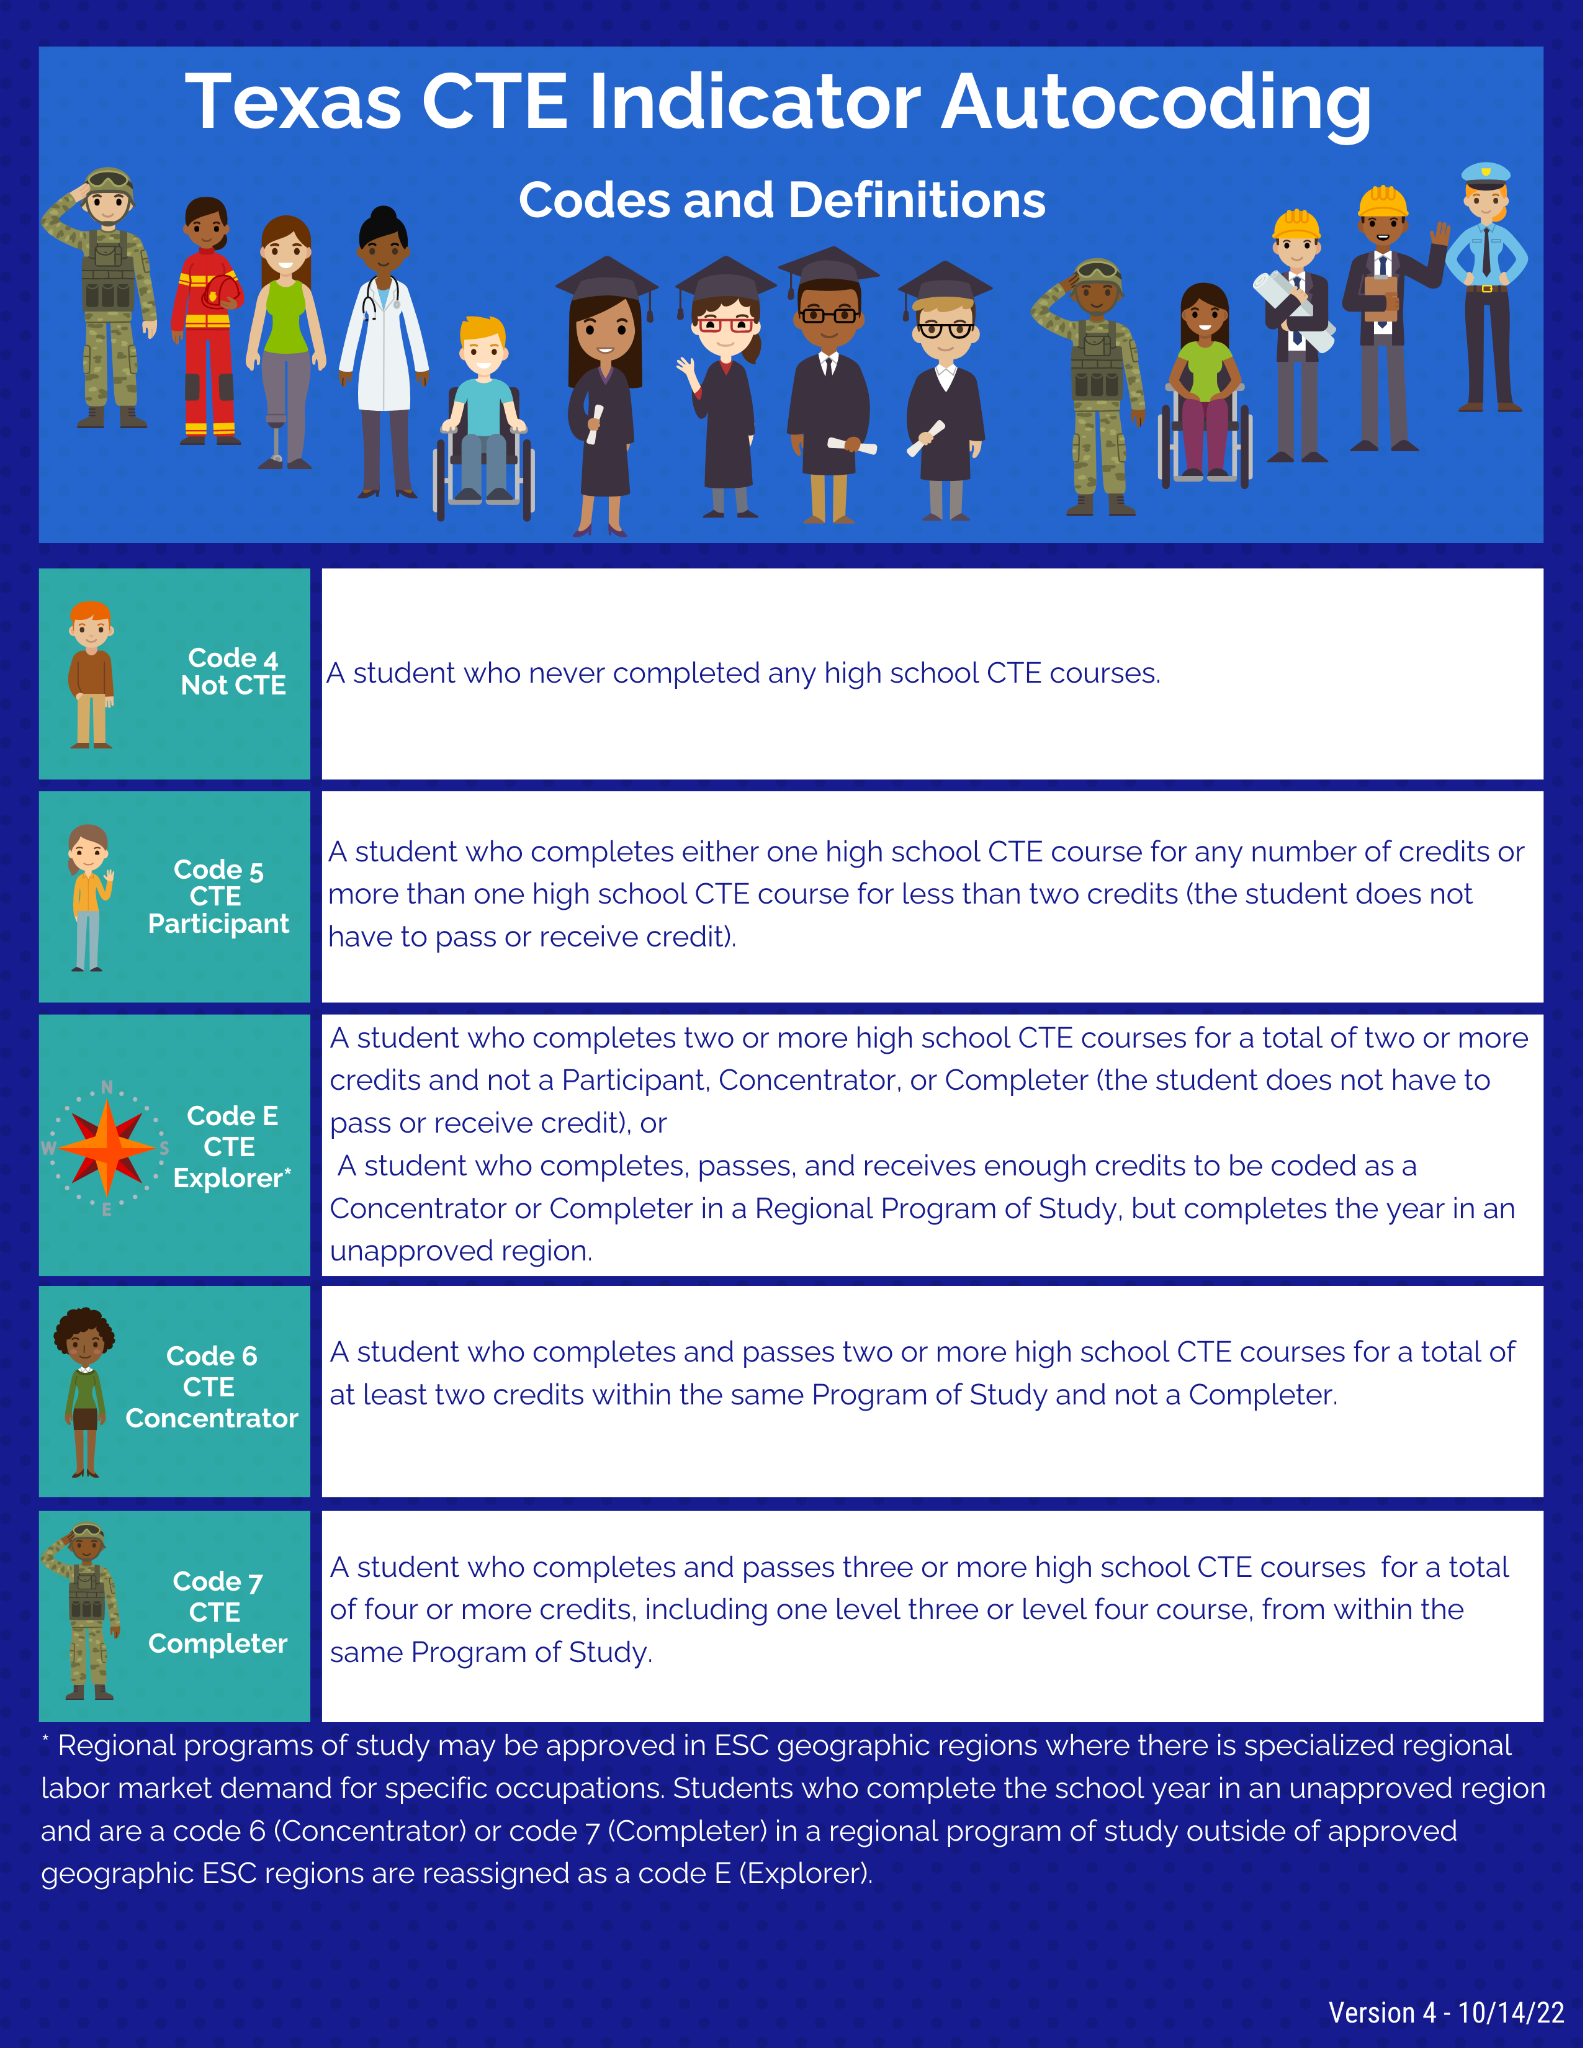 Texas CTE Indicator Autocoding
Codes and Definitions
Code 4
Not CTE
A student who never completed any high school CTE courses.
Code 5
CTE
Participant
A student who completes either one high school CTE course for any number of credits or
more than one high school CTE course for less than two credits (the student does not
have to pass or receive credit).
N
W
S
E
Code E
CTE
Explorer*
A student who completes two or more high school CTE courses for a total of two or more
credits and not a Participant, Concentrator, or Completer (the student does not have to
pass or receive credit), or
A student who completes, passes, and receives enough credits to be coded as a
Concentrator or Completer in a Regional Program of Study, but completes the year in an
unapproved region.
Code 6
CTE
Concentrator
A student who completes and passes two or more high school CTE courses for a total of
at least two credits within the same Program of Study and not a Completer.
Code 7
CTE
Completer
A student who completes and passes three or more high school CTE courses  for a total
of four or more credits, including one level three or level four course, from within the
same Program of Study.
* Regional programs of study may be approved in ESC geographic regions where there is specialized regional
labor market demand for specific occupations. Students who complete the school year in an unapproved region
and are a code 6 (Concentrator) or code 7 (Completer) in a regional program of study outside of approved
geographic ESC regions are reassigned as a code E (Explorer).
Version 4 - 10/14/22